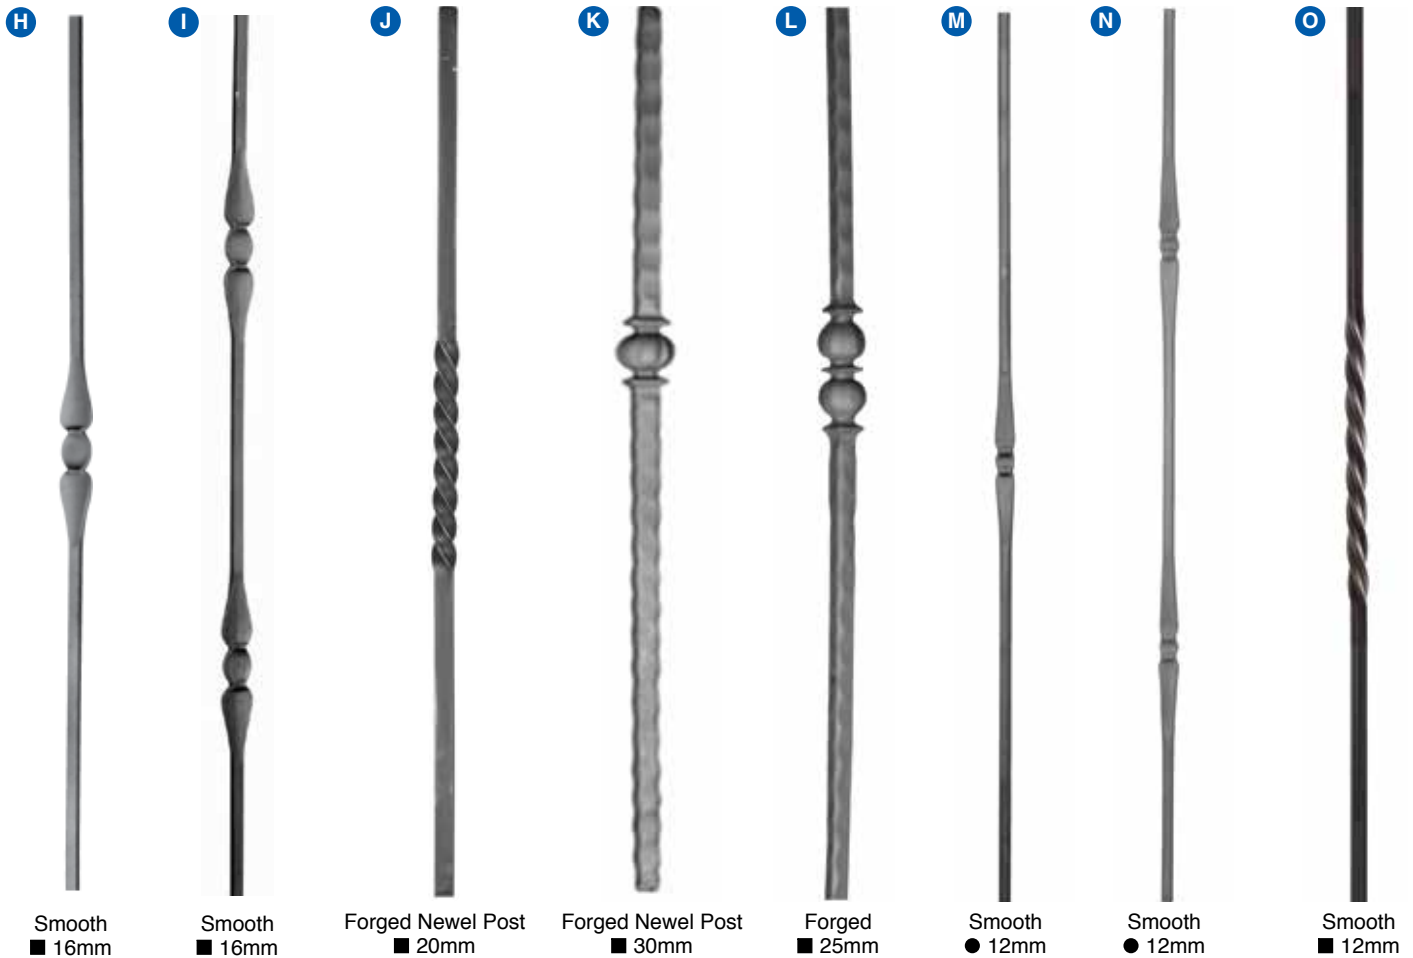 H I J K L M N O
Smooth
■ 16mm
Smooth
■ 16mm
Forged Newel Post
■ 20mm
Forged Newel Post
■ 30mm
Forged
■ 25mm
Smooth
● 12mm
Smooth
● 12mm
Smooth
■ 12mm